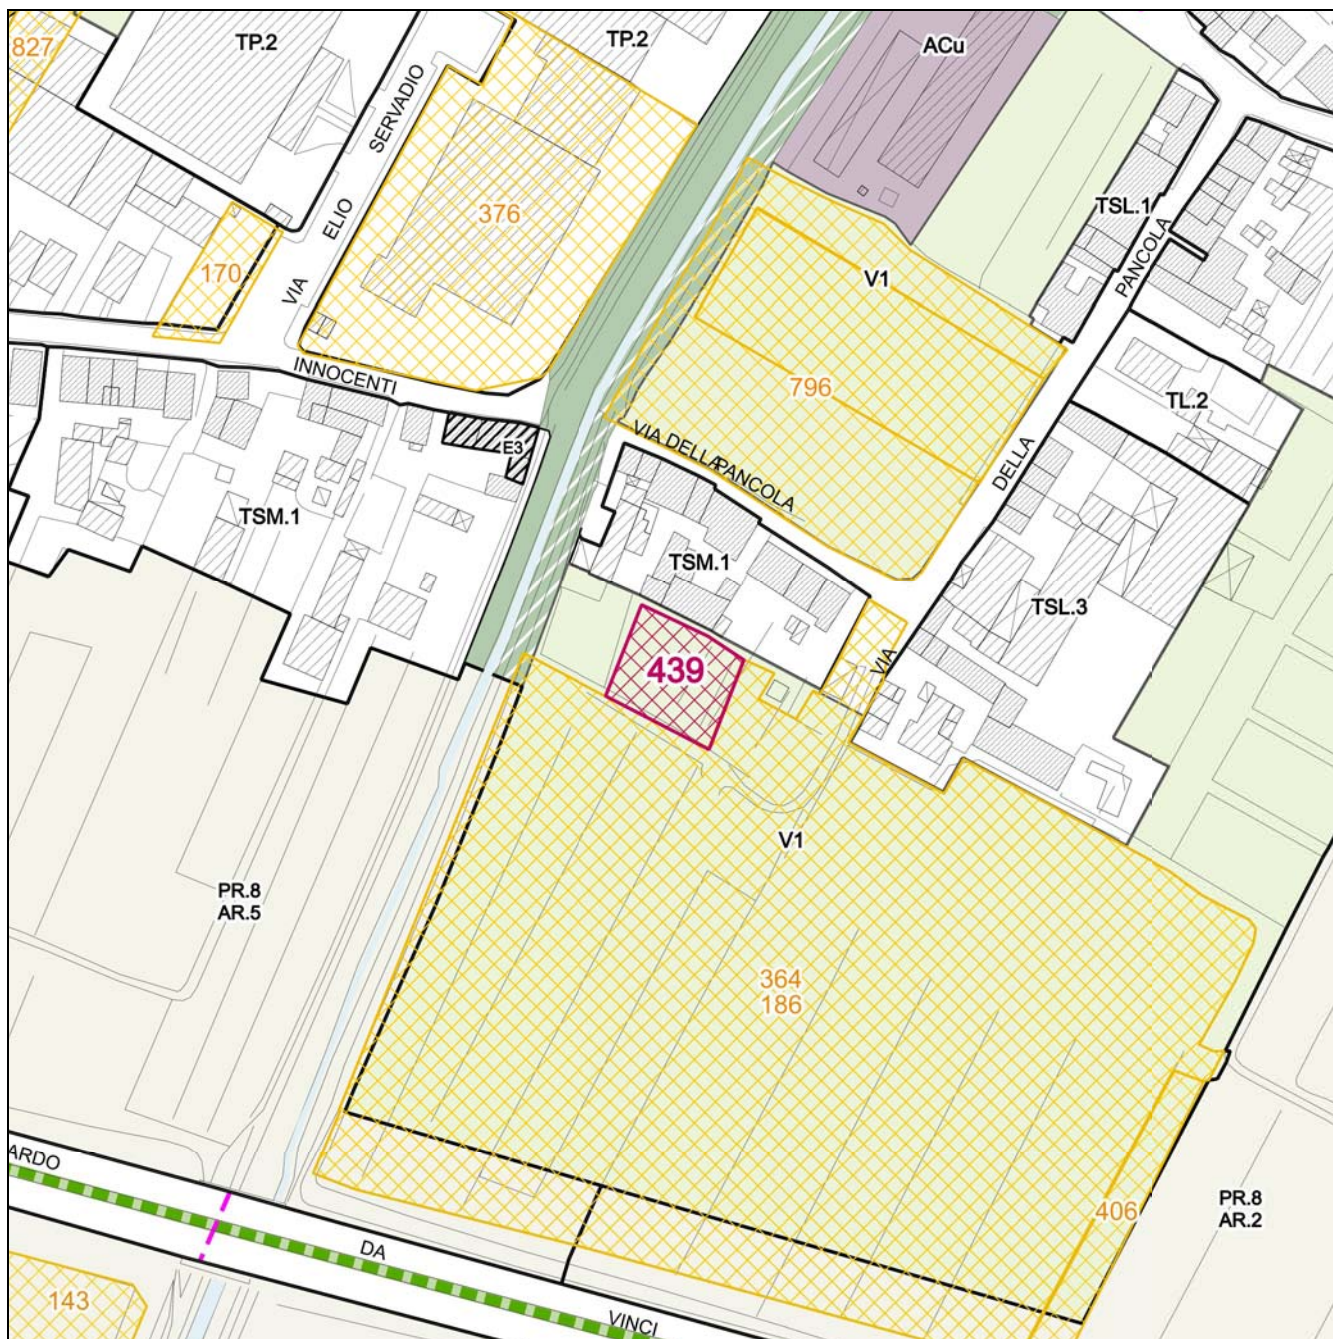 827
TP.2
TP.2
ACu
VIA ELIO SERVADIO
376
170
V1
TSL.1
VIA DELLA PANCOLA
INNOCENTI
796
TL.2
E3
VIA DELLA PANCOLA
TSM.1
TSM.1
TSL.3
439
V1
PR.8
AR.5
364
186
406
PR.8
AR.2
ARDO
DA
VINCI
143